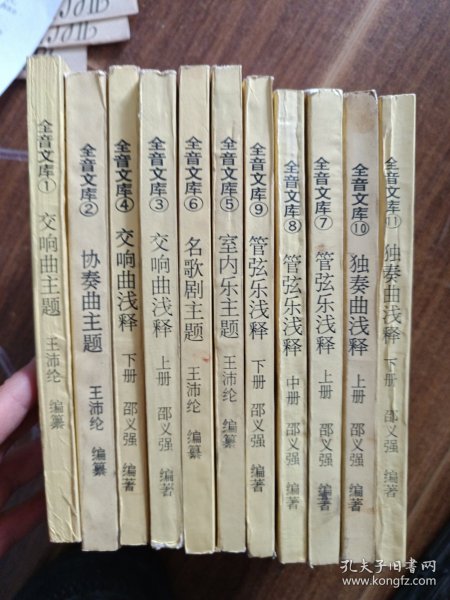 全音文库① 交响曲主题 王沛纶 编纂
全音文库② 协奏曲主题 王沛纶 编纂
全音文库④ 交响曲浅释 下册 邵义强 编著
全音文库③ 交响曲浅释 上册 邵义强 编著
全音文库⑥ 名歌剧主题 王沛纶 编纂
全音文库⑤ 室内乐主题 王沛纶 编纂
全音文库⑨ 管弦乐浅释 下册 邵义强 编著
全音文库⑧ 管弦乐浅释 中册 邵义强 编著
全音文库⑦ 管弦乐浅释 上册 邵义强 编著
全音文库⑩ 独奏曲浅释 上册 邵义强 编著
全音文库⑪ 独奏曲浅释 下册 邵义强 编著
孔夫子旧书网
www.kongfz.com